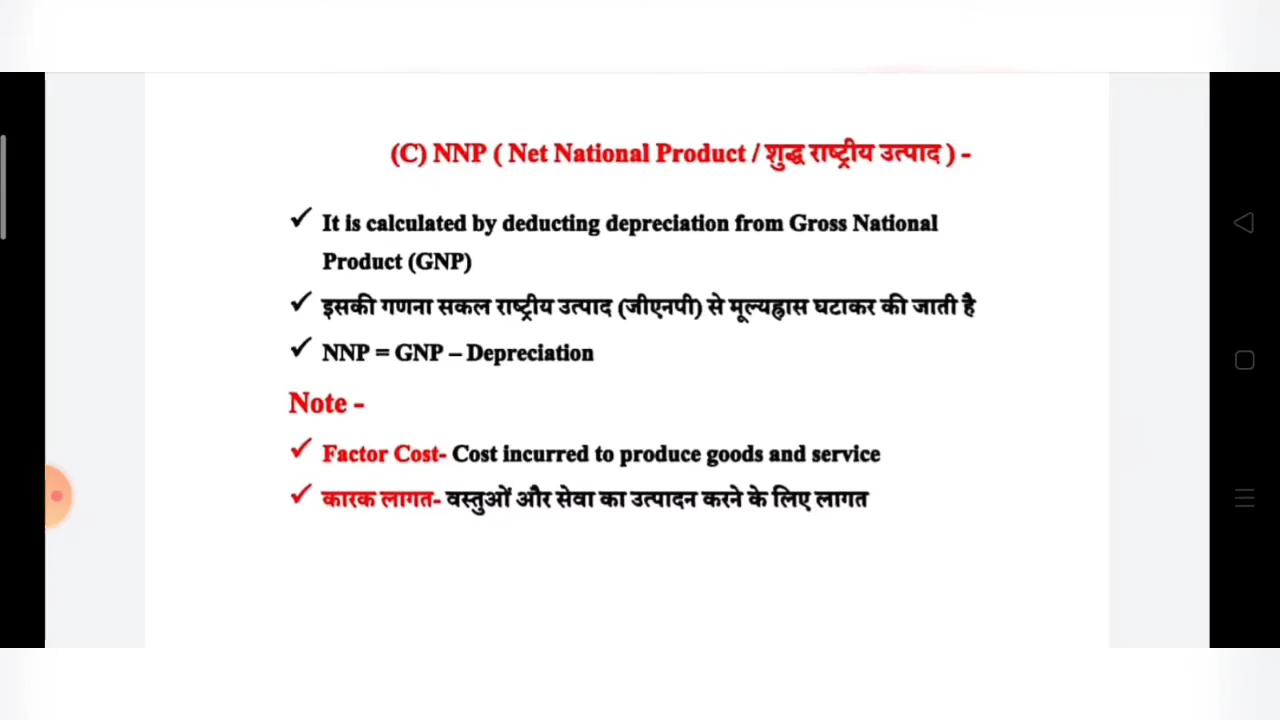 (C) NNP ( Net National Product / शुद्ध राष्ट्रीय उत्पाद ) -
✓ It is calculated by deducting depreciation from Gross National
Product (GNP)
✓ इसकी गणना सकल राष्ट्रीय उत्पाद (जीएनपी) से मूल्यह्रास घटाकर की जाती है
✓ NNP = GNP – Depreciation
Note -
✓ Factor Cost- Cost incurred to produce goods and service
✓ कारक लागत- वस्तुओं और सेवा का उत्पादन करने के लिए लागत